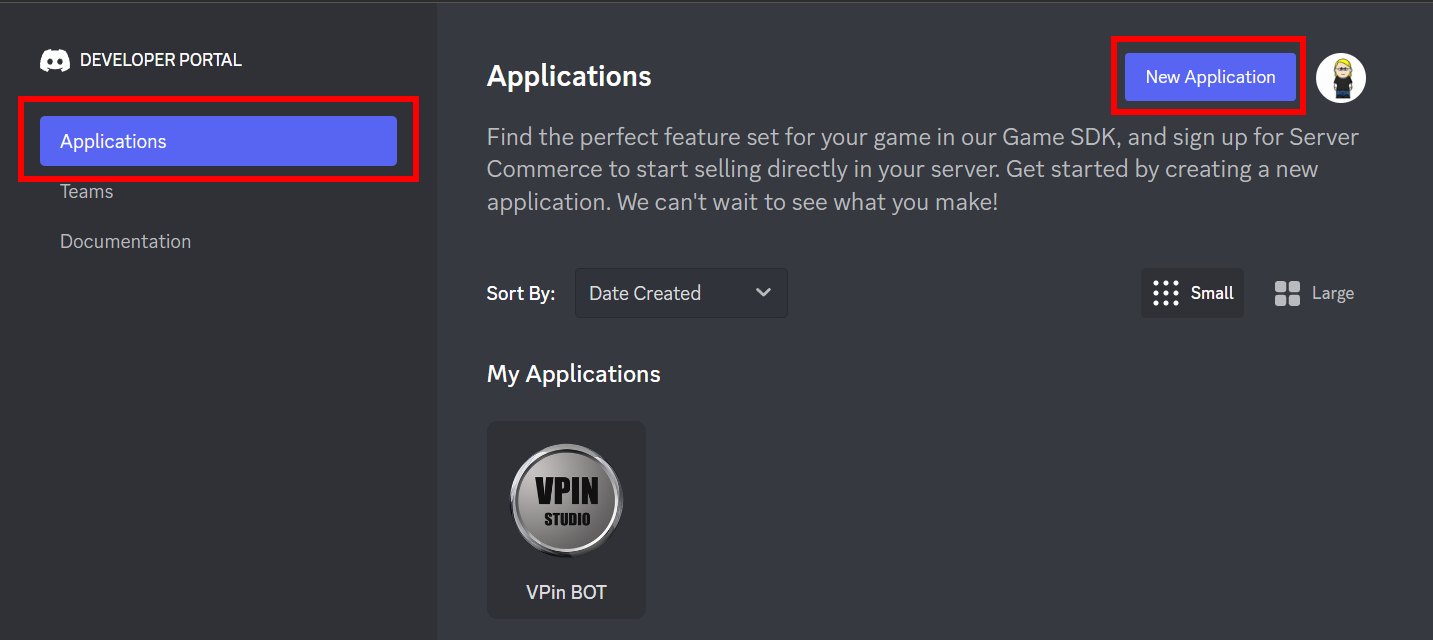 DEVELOPER PORTAL
Applications
Teams
Documentation
Applications
New Application
Find the perfect feature set for your game in our Game SDK, and sign up for Server
Commerce to start selling directly in your server. Get started by creating a new
application. We can't wait to see what you make!
Sort By:
Date Created
Small
Large
My Applications
VPIN
STUDIO
VPin BOT